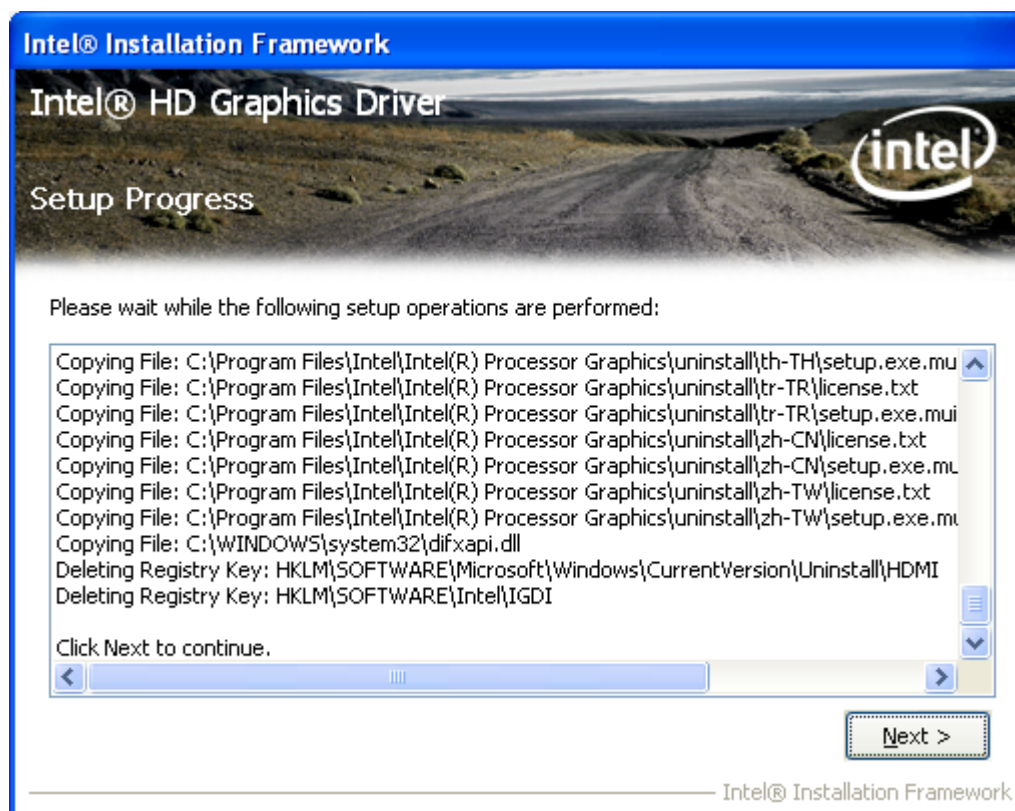 Intel® Installation Framework
Intel® HD Graphics Driver
intel
Setup Progress
Please wait while the following setup operations are performed:
Copying File: C:\Program Files\Intel\Intel(R) Processor Graphics\uninstall\th-TH\setup.exe.mu
Copying File: C:\Program Files\Intel\Intel(R) Processor Graphics\uninstall\tr-TR\license.txt
Copying File: C:\Program Files\Intel\Intel(R) Processor Graphics\uninstall\tr-TR\setup.exe.mui
Copying File: C:\Program Files\Intel\Intel(R) Processor Graphics\uninstall\zh-CN\license.txt
Copying File: C:\Program Files\Intel\Intel(R) Processor Graphics\uninstall\zh-CN\setup.exe.mu
Copying File: C:\Program Files\Intel\Intel(R) Processor Graphics\uninstall\zh-TW\license.txt
Copying File: C:\Program Files\Intel\Intel(R) Processor Graphics\uninstall\zh-TW\setup.exe.mu
Copying File: C:\WINDOWS\system32\difxapi.dll
Deleting Registry Key: HKLM\SOFTWARE\Microsoft\Windows\CurrentVersion\Uninstall\HDMI
Deleting Registry Key: HKLM\SOFTWARE\Intel\IGDI
Click Next to continue.
Next >
Intel® Installation Framework